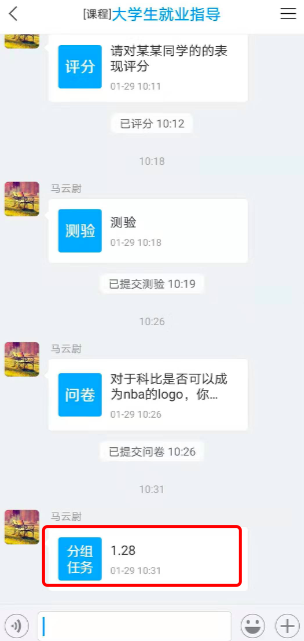 [课程]大学生就业指导
评分
请对某某同学的的表
现评分
01-29 10:11
已评分 10:12
10:18
马云尉
测验
测验
01-29 10:18
已提交测验 10:19
10:26
马云尉
问卷
对于科比是否可以成
为nba的logo，你...
01-29 10:26
已提交问卷 10:26
10:31
马云尉
分组
任务
1.28
01-29 10:31